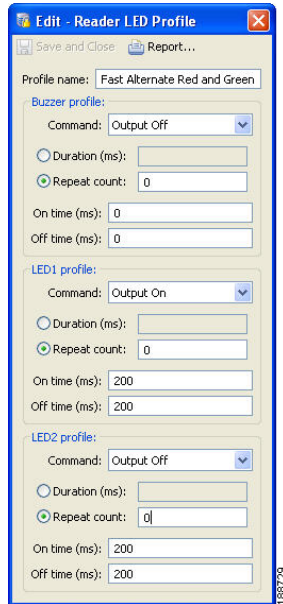 Edit - Reader LED Profile
Save and Close Report...
Profile name: Fast Alternate Red and Green
Buzzer profile:
Command: Output Off
Duration (ms):
Repeat count: 0
On time (ms): 0
Off time (ms): 0
LED1 profile:
Command: Output On
Duration (ms):
Repeat count: 0
On time (ms): 200
Off time (ms): 200
LED2 profile:
Command: Output Off
Duration (ms):
Repeat count: 0
On time (ms): 200
Off time (ms): 200
188729